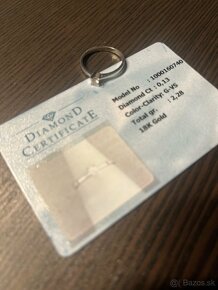 DIAMOND
CERTIFICATE
Model No : 1000160740
Diamond Ct : 0,13
Color-Clarity: G-VS
Total gr. : 2,28
18K Gold
Bazos.sk